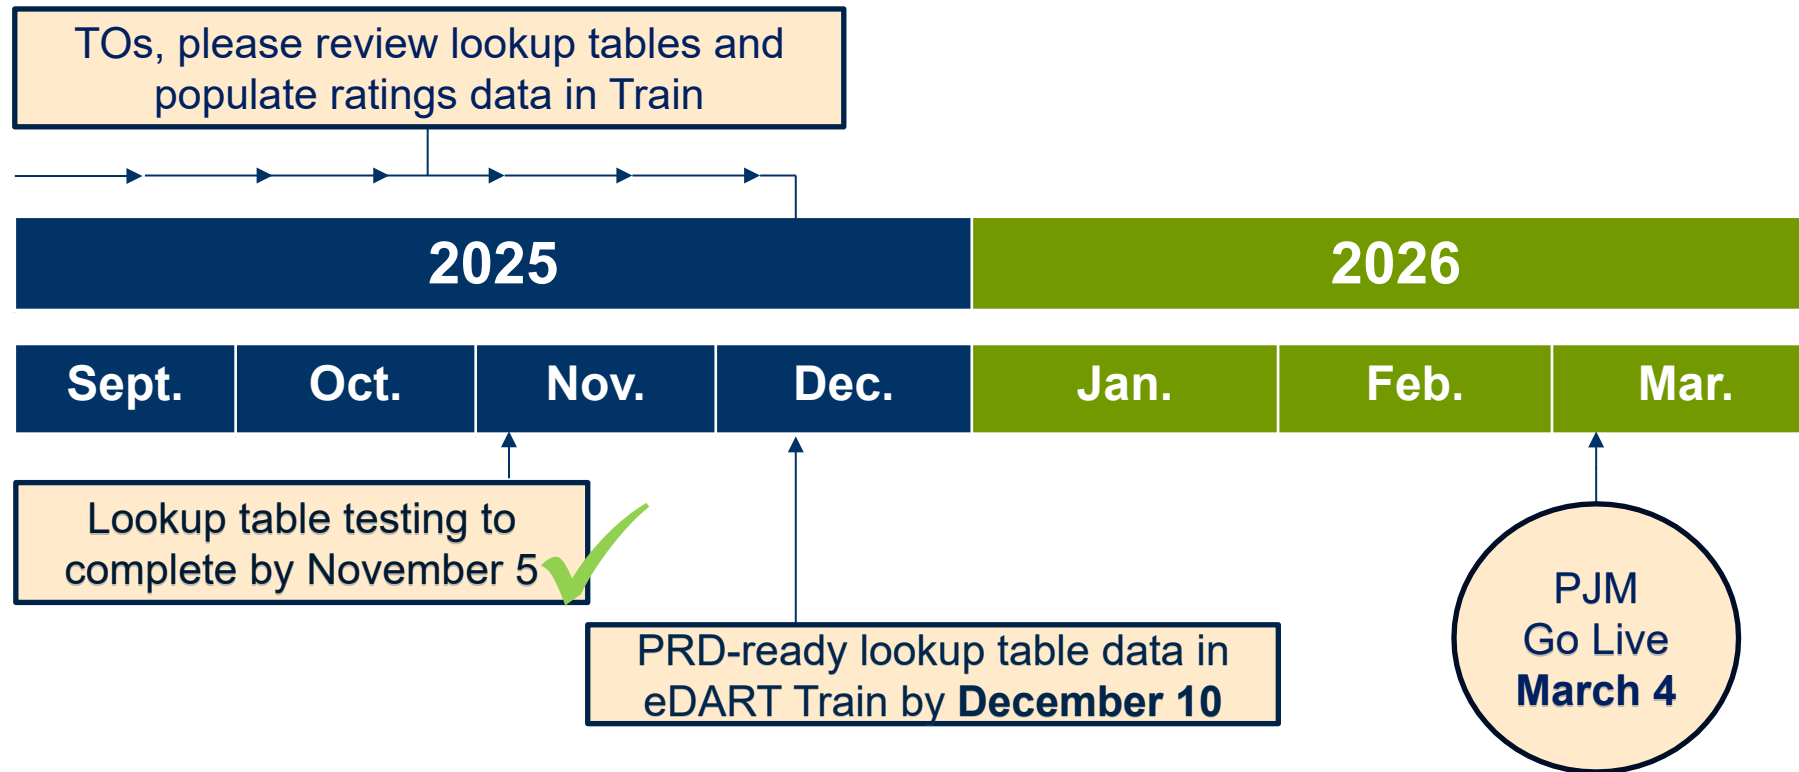 TOs, please review lookup tables and
populate ratings data in Train
2025
2026
Sept.
Oct.
Nov.
Dec.
Jan.
Feb.
Mar.
Lookup table testing to
complete by November 5
PRD-ready lookup table data in
eDART Train by December 10
PJM
Go Live
March 4